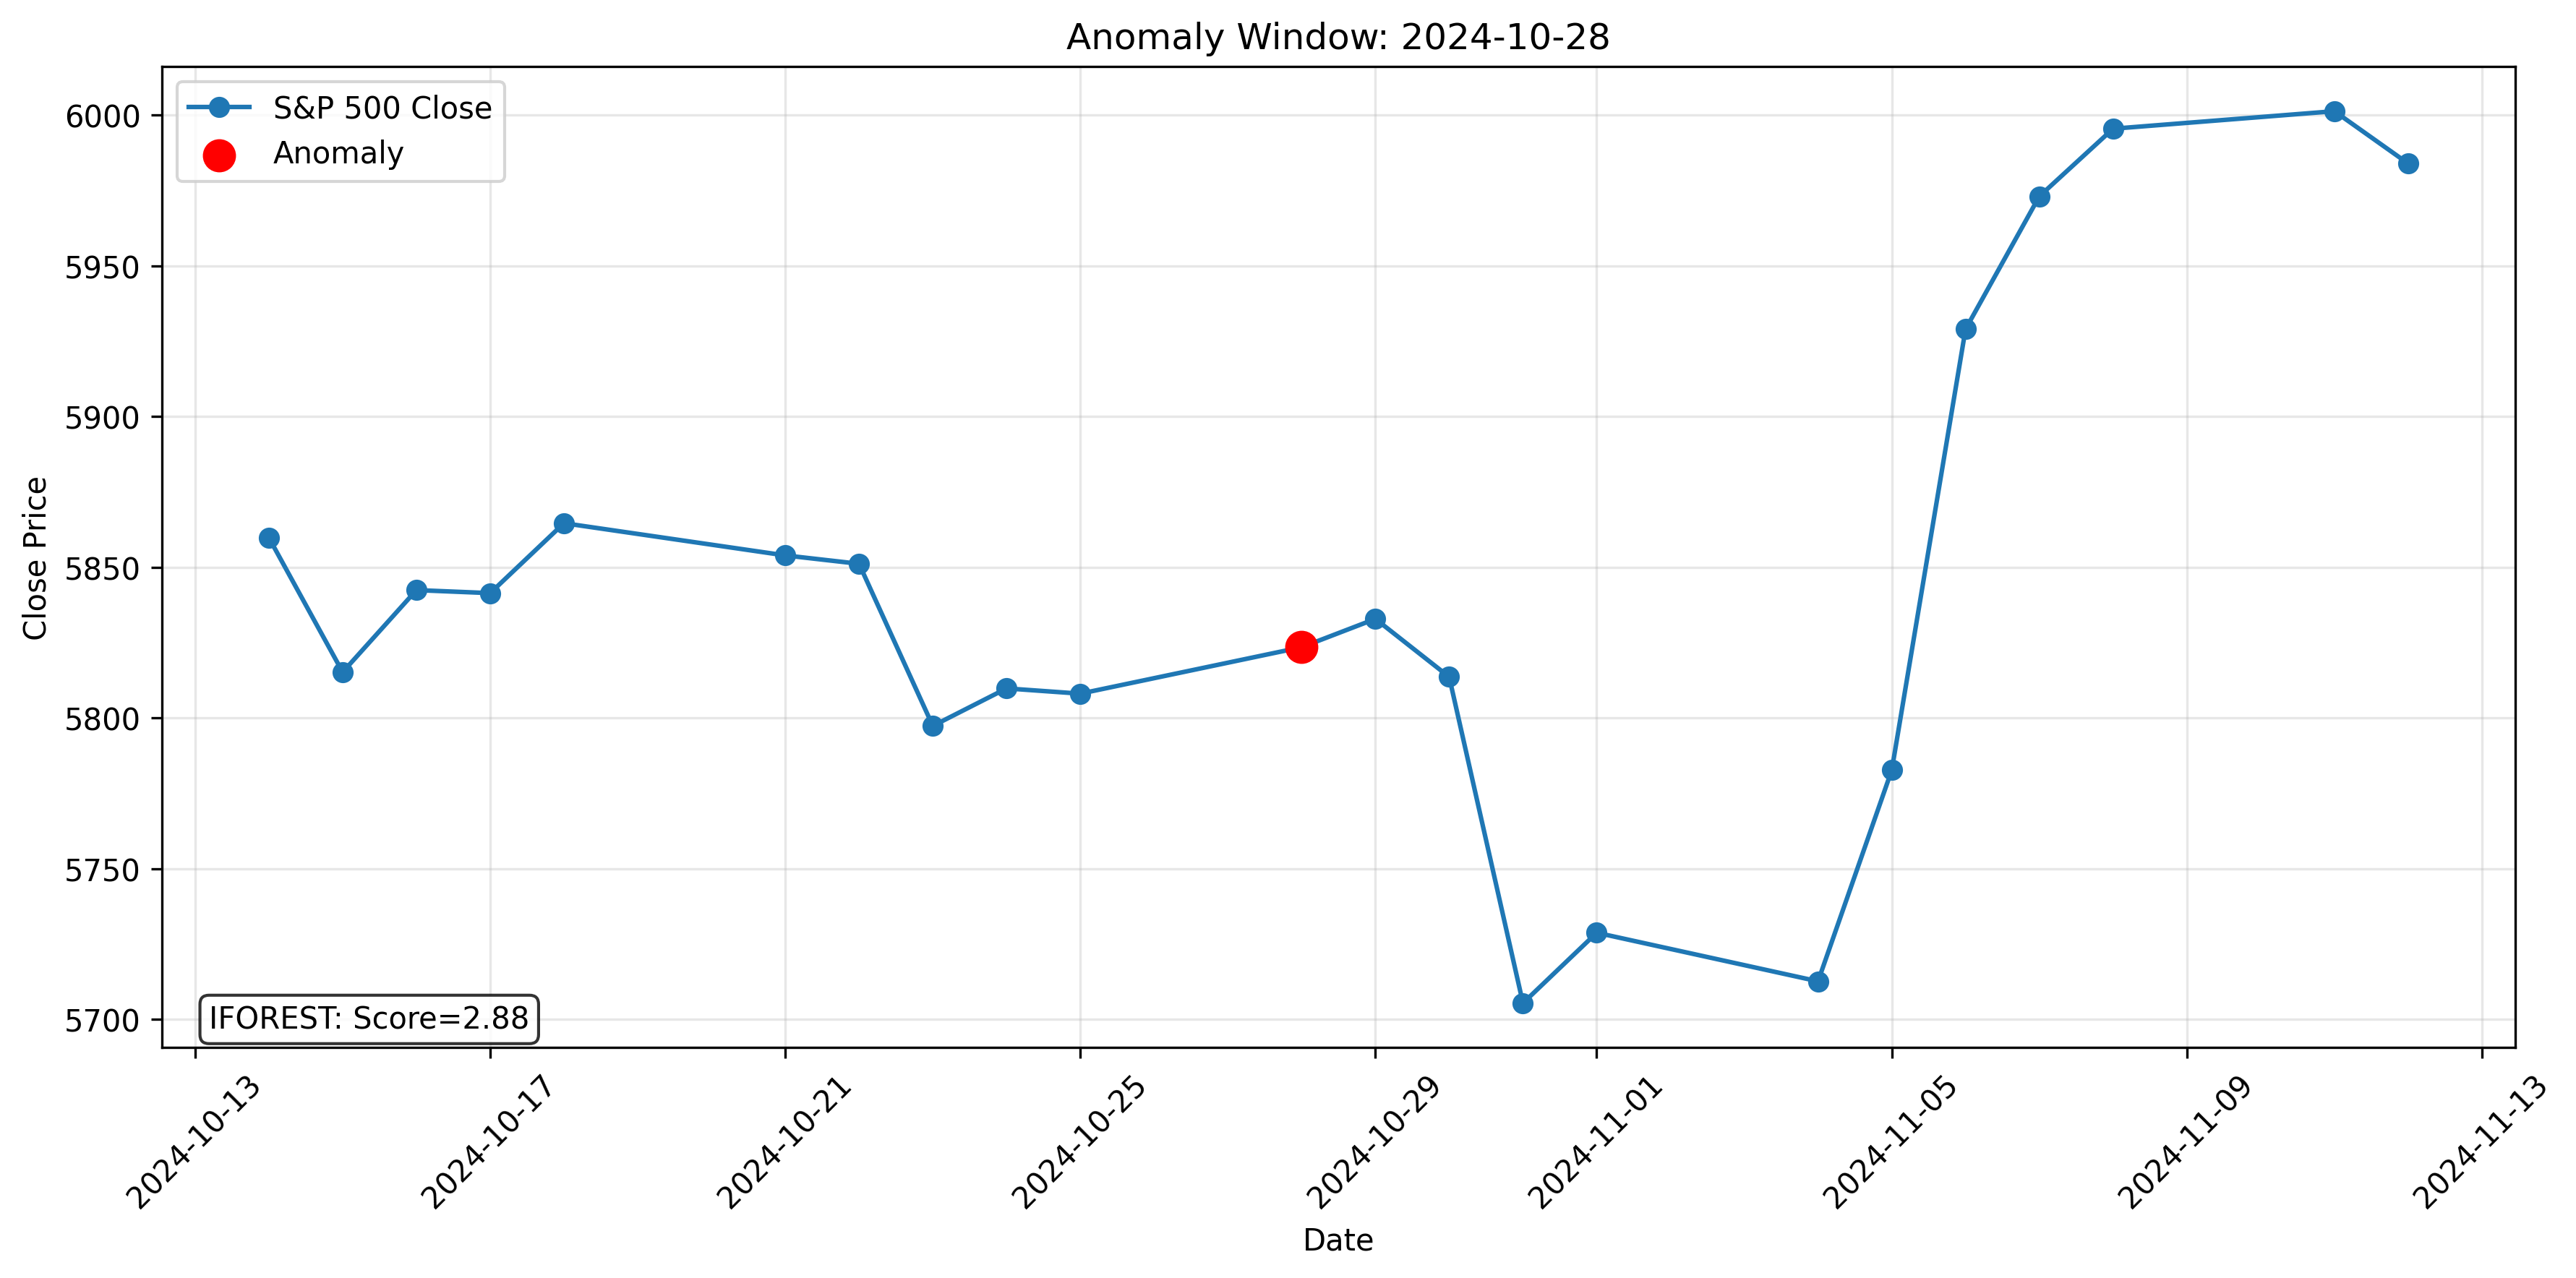 Anomaly Window: 2024-10-28
S&P 500 Close
Anomaly
6000
5950
5900
5850
5800
5750
5700
Close Price
IFOREST: Score=2.88
2024-10-13
2024-10-17
2024-10-21
2024-10-25
2024-10-29
2024-11-01
2024-11-05
2024-11-09
2024-11-13
Date